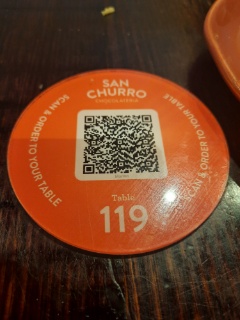 SAN
CHURRO
CHOCOLATERIA
SCAN & ORDER TO YOUR TABLE
SCAN & ORDER TO YOUR TABLE
Table
119